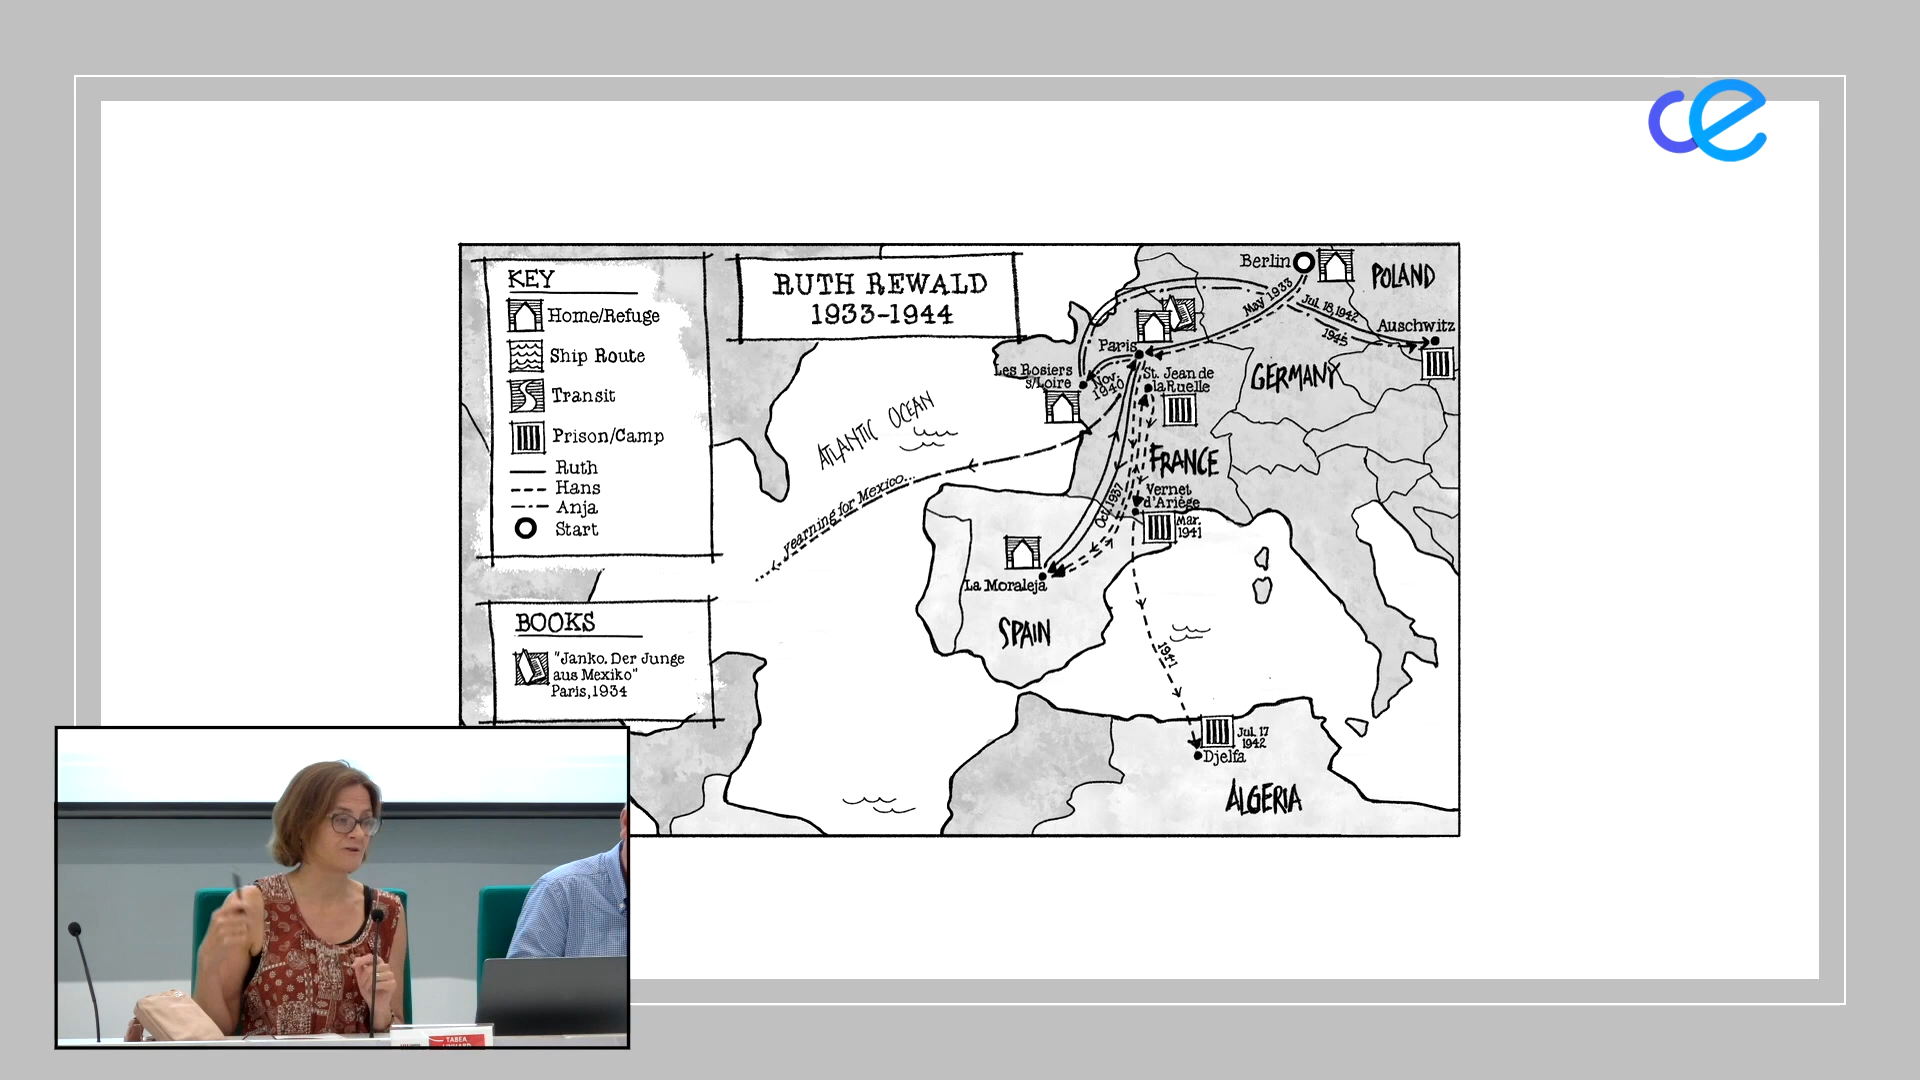 ce
KEY
Home/Refuge
Ship Route
Transit
Prison/Camp
Ruth
Hans
Anja
Start
RUTH REWALD
1933-1944
BOOKS
"Janko. Der Junge
aus Mexiko"
Paris, 1934
ATLANTIC OCEAN
yearning for Mexico...
Berlin
POLAND
May 1933
Jul. 18, 1942
1945
Auschwitz
Paris
Les Rosiers
s/Loire
Nov.
1940
St. Jean de
la Ruelle
GERMANY
FRANCE
Vernet
d'Ariège
Mar.
1941
Oct 1937
La Moraleja
SPAIN
1941
Jul. 17
1942
Djelfa
ALGERIA
TABEA